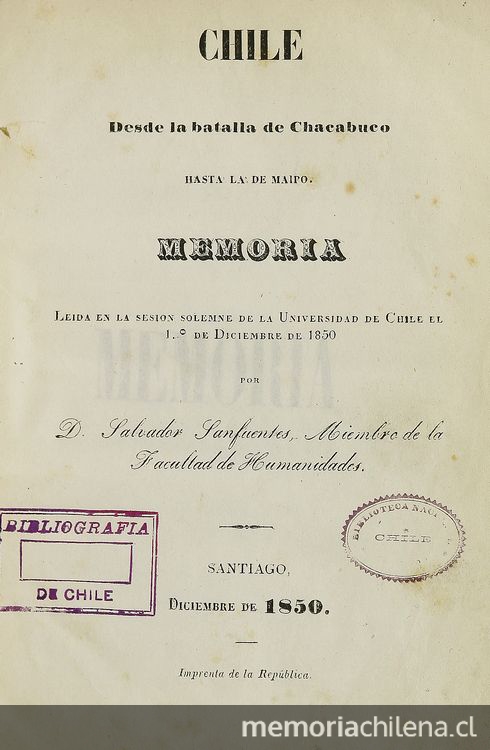 CHILE
Desde la batalla de Chacabuco
HASTA LA DE MAIPO.
MEMORIA
LEIDA EN LA SESION SOLEMNE DE LA UNIVERSIDAD DE CHILE EL
1.º DE DICIEMBRE DE 1850
POR
D. Salvador Sanfuentes, Miembro de la
Facultad de Humanidades.
BIBLIOGRAFIA
DE CHILE
BIBLIOTECA NACI
CHILE
SANTIAGO,
DICIEMBRE DE 1850.
Imprenta de la República.
memoriachilena.cl